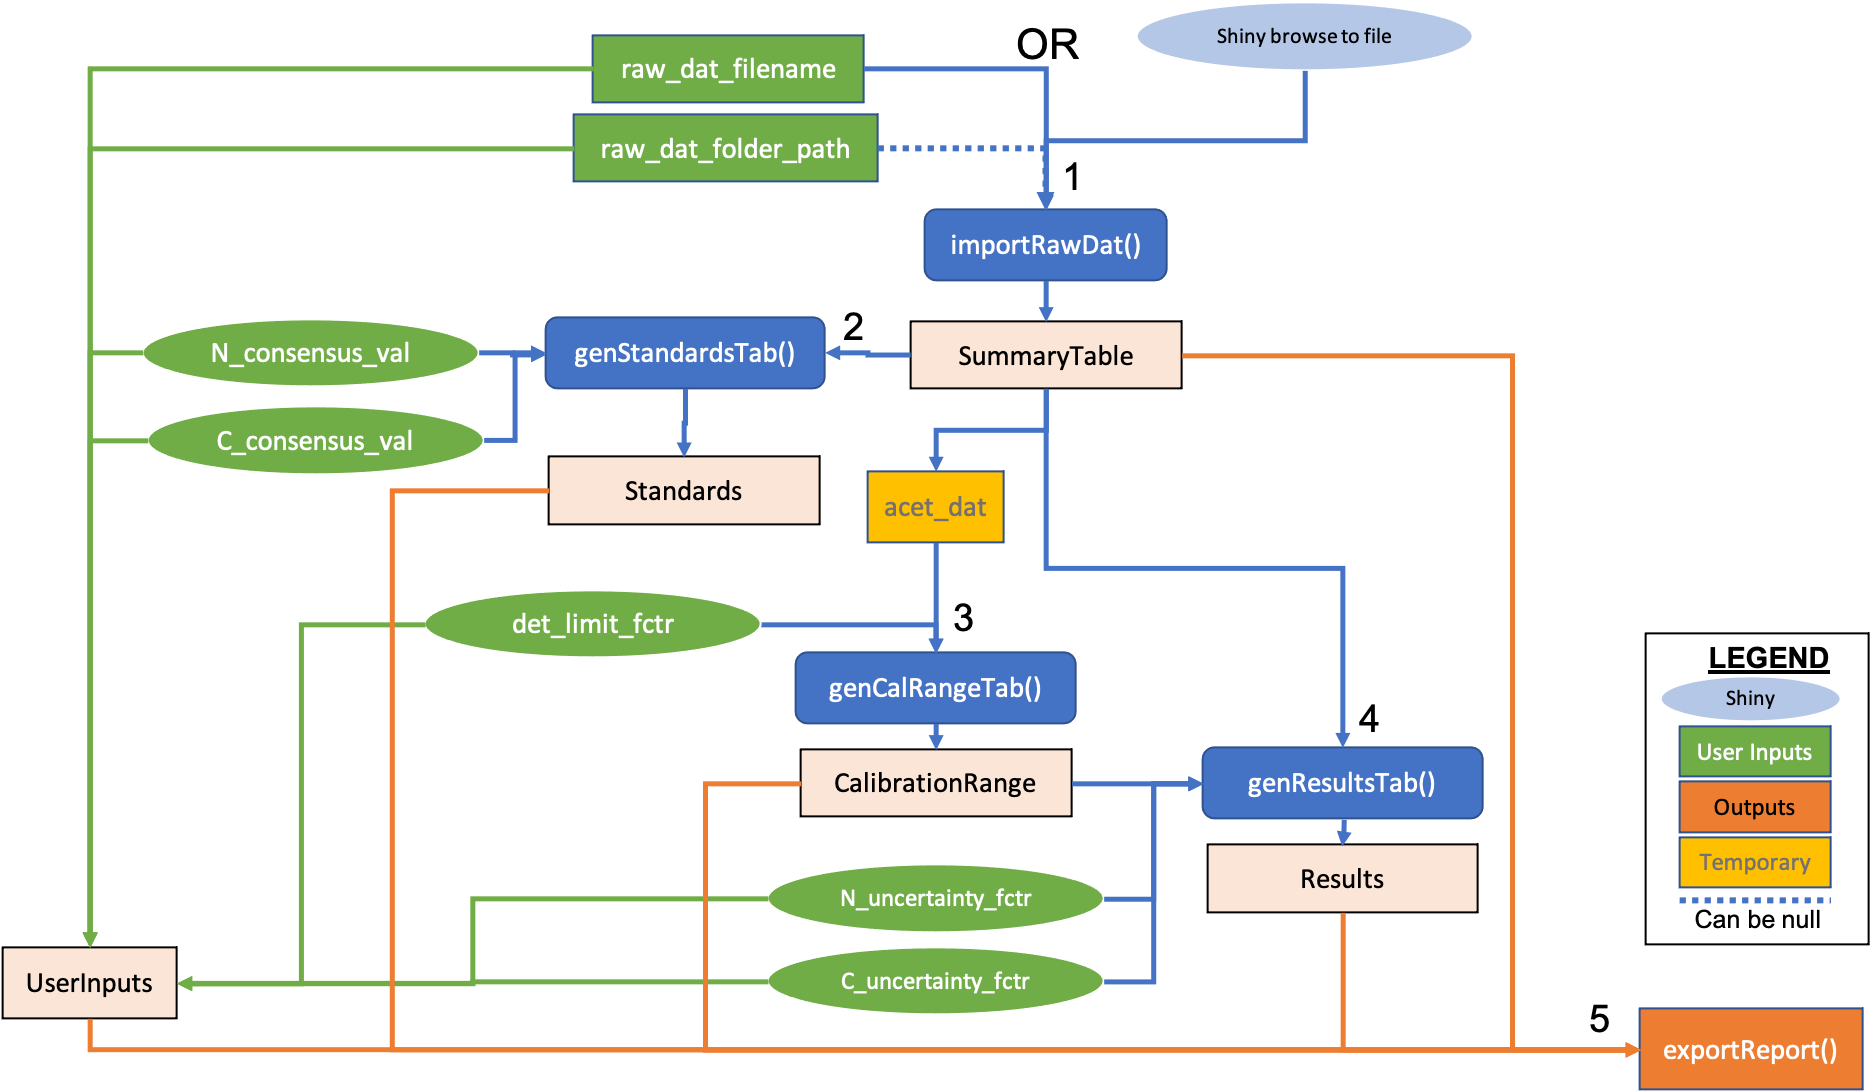 OR
Shiny browse to file
raw_dat_filename
raw_dat_folder_path
1
importRawDat()
N_consensus_val
genStandardsTab()
2
SummaryTable
C_consensus_val
Standards
acet_dat
det_limit_fctr
3
genCalRangeTab()
4
CalibrationRange
genResultsTab()
Results
N_uncertainty_fctr
C_uncertainty_fctr
UserInputs
5
exportReport()
LEGEND
Shiny
User Inputs
Outputs
Temporary
Can be null